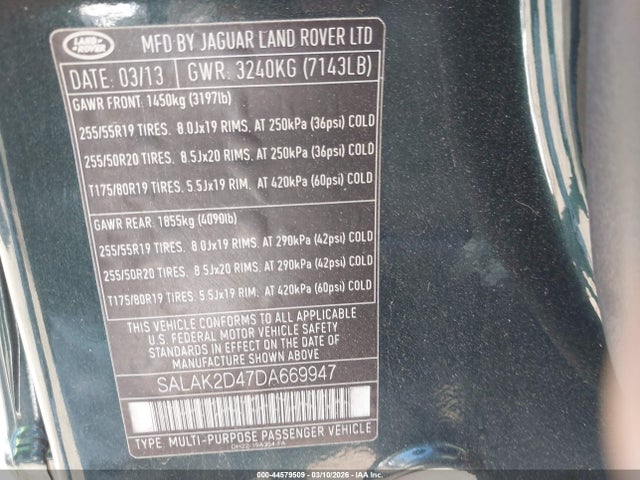 LAND ROVER
MFD BY JAGUAR LAND ROVER LTD
DATE: 03/13 GWR: 3240KG (7143LB)
GAWR FRONT: 1450kg (3197lb)
255/55R19 TIRES. 8.0Jx19 RIMS, AT 250kPa (36psi) COLD
255/50R20 TIRES. 8.5Jx20 RIMS, AT 250kPa (36psi) COLD
T175/80R19 TIRES. 5.5Jx19 RIM, AT 420kPa (60psi) COLD
GAWR REAR: 1855kg (4090lb)
255/55R19 TIRES. 8.0Jx19 RIMS, AT 290kPa (42psi) COLD
255/50R20 TIRES. 8.5Jx20 RIMS, AT 290kPa (42psi) COLD
T175/80R19 TIRES. 5.5Jx19 RIM, AT 420kPa (60psi) COLD
THIS VEHICLE CONFORMS TO ALL APPLICABLE
U.S. FEDERAL MOTOR VEHICLE SAFETY
STANDARDS IN EFFECT ON THE DATE OF
MANUFACTURE SHOWN ABOVE.
SALAK2D47DA669947
TYPE: MULTI-PURPOSE PASSENGER VEHICLE
000-44579509 - 03/10/2026 - COPYRIGHT IAA, LLC